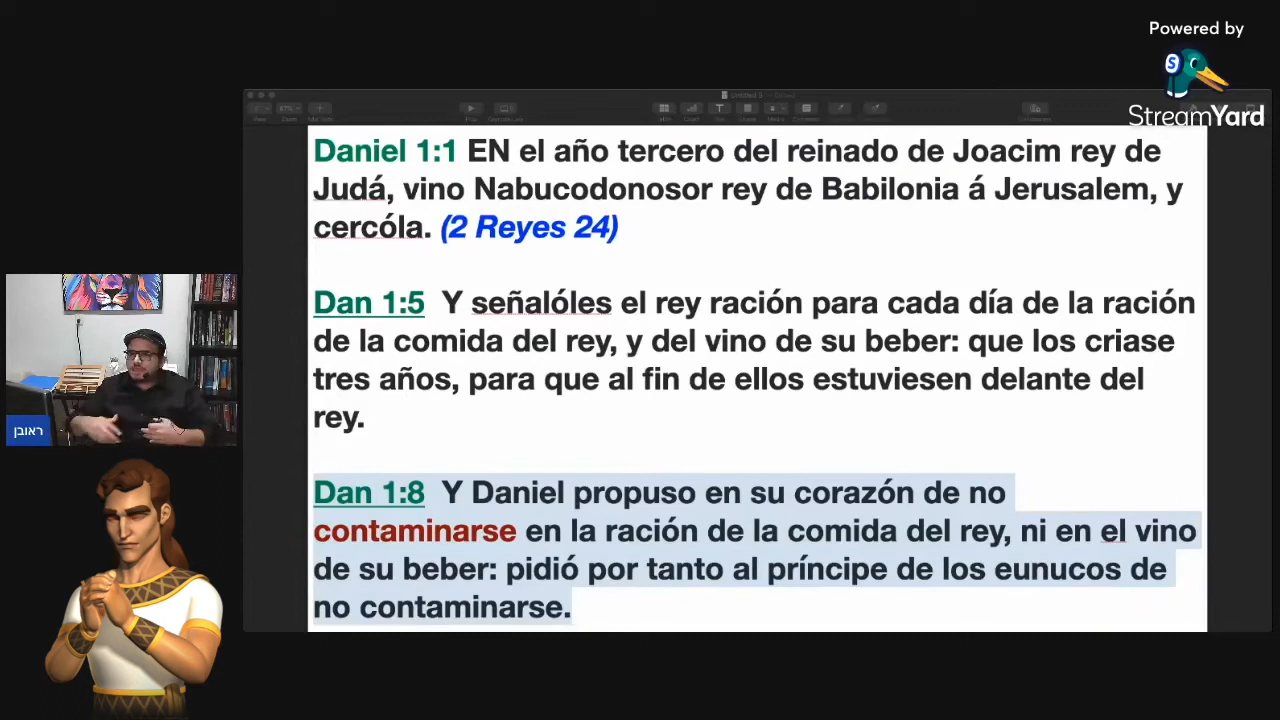 Powered by
S
StreamYard
Daniel 1:1 EN el año tercero del reinado de Joacim rey de
Judá, vino Nabucodonosor rey de Babilonia á Jerusalem, y
cercóla. (2 Reyes 24)
Dan 1:5 Y señalóles el rey ración para cada día de la ración
de la comida del rey, y del vino de su beber: que los criase
tres años, para que al fin de ellos estuviesen delante del
rey.
Dan 1:8 Y Daniel propuso en su corazón de no
contaminarse en la ración de la comida del rey, ni en el vino
de su beber: pidió por tanto al príncipe de los eunucos de
no contaminarse.
ראובן